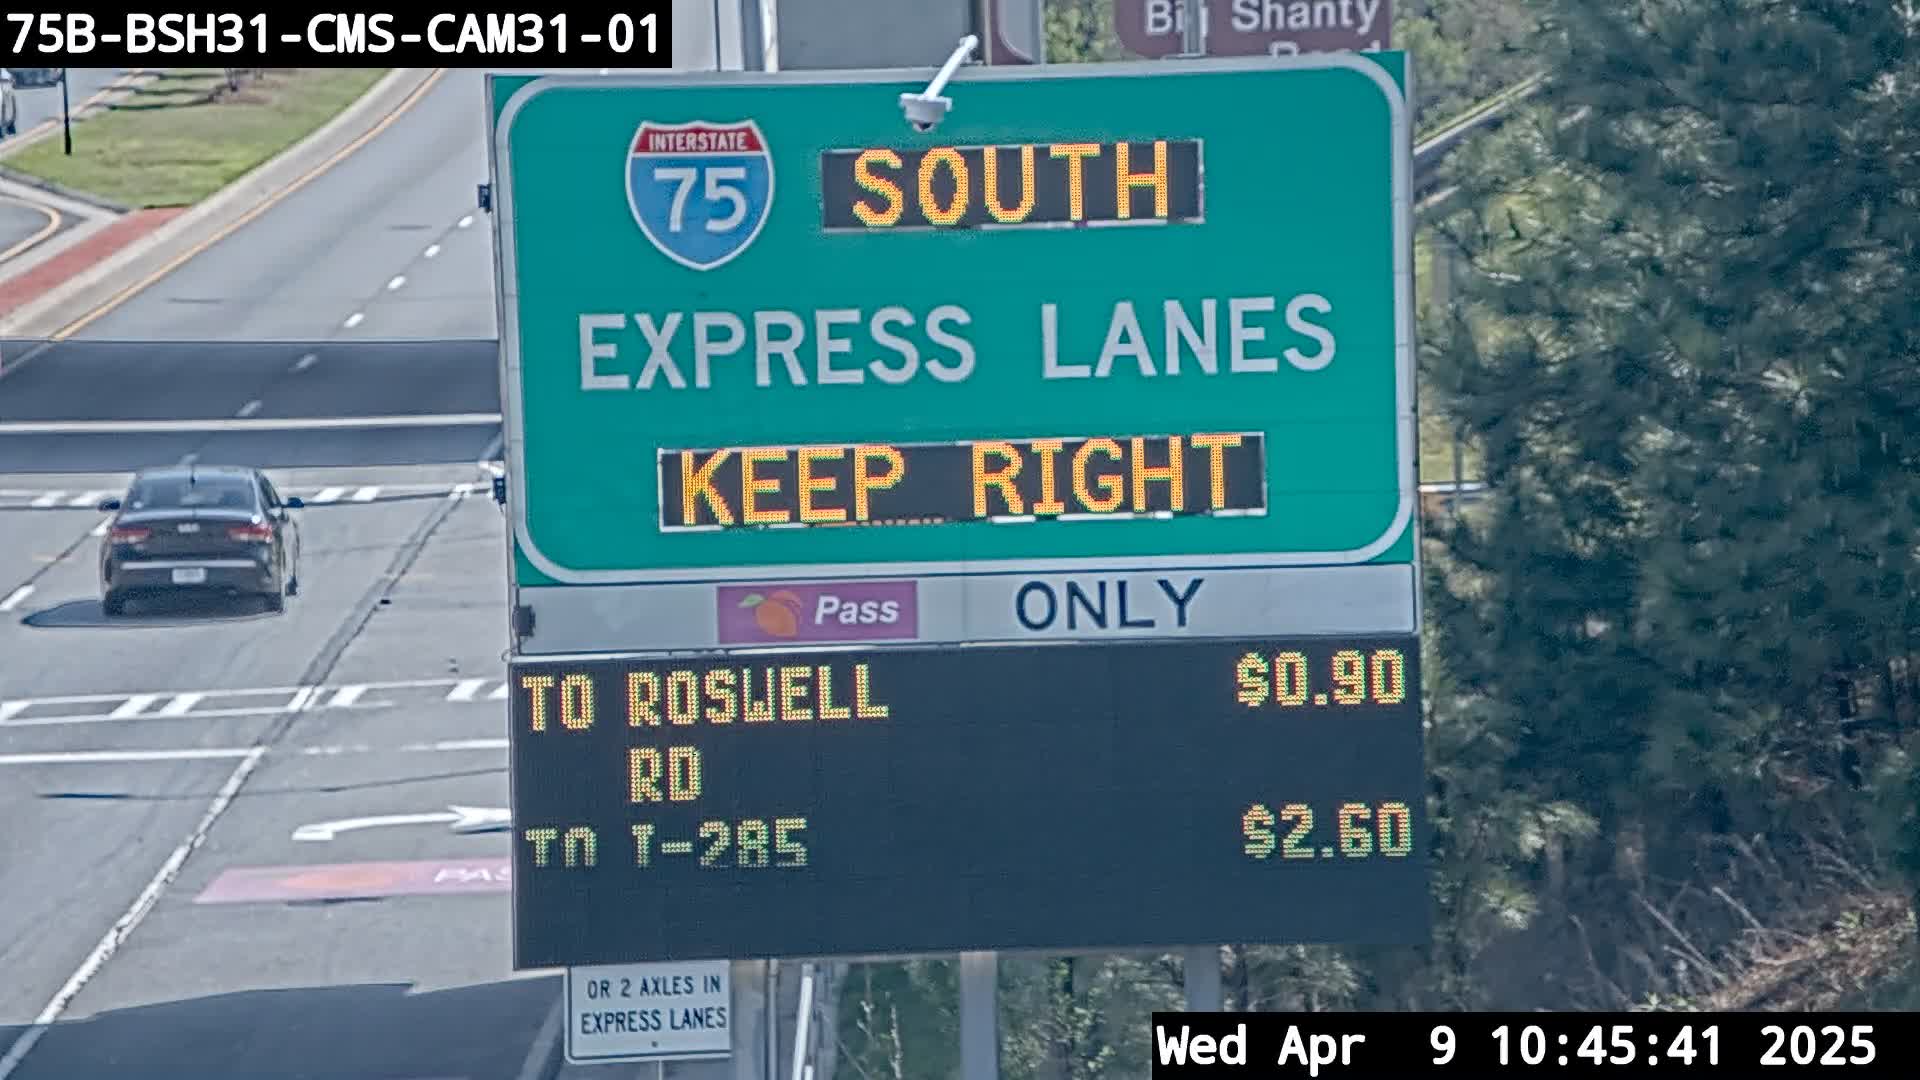 75B-BSH31-CMS-CAM31-01
Big Shanty
Road
INTERSTATE
75
SOUTH
EXPRESS LANES
KEEP RIGHT
Pass ONLY
TO ROSWELL $0.90
RD
TO I-285 $2.60
OR 2 AXLES IN
EXPRESS LANES
Wed Apr 9 10:45:41 2025